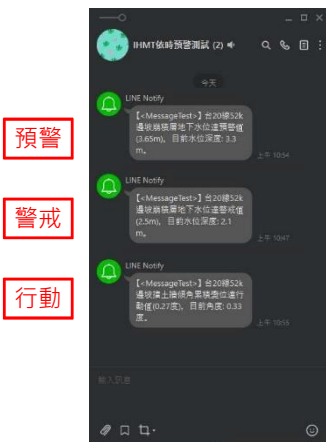 IHMT依時預警測試 (2)
今天
LINE Notify
【<MessageTest>】台20線52k
邊坡崩積層地下水位達預警值
(3.65m)，目前水位深度: 3.3
m。
上午 10:54
預警
LINE Notify
【<MessageTest>】台20線52k
邊坡崩積層地下水位達警戒值
(2.5m)，目前水位深度: 2.1
m。
上午 10:47
警戒
LINE Notify
【<MessageTest>】台20線52k
邊坡擋土牆傾角累積變位達行
動值(0.27度)，目前角度: 0.33
度。
行動
輸入訊息